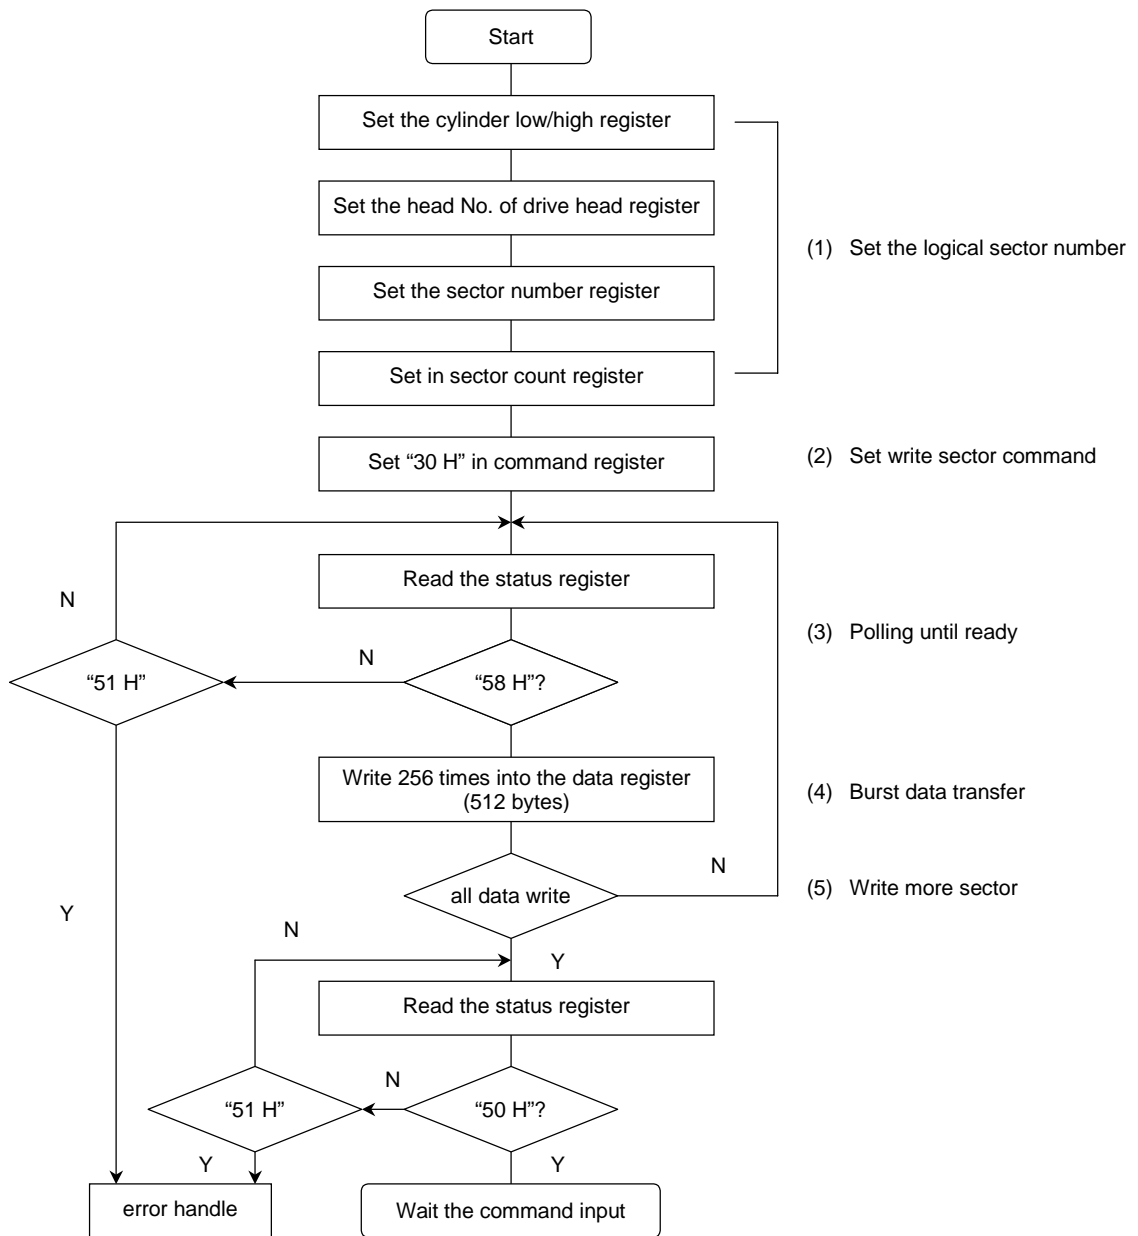 Start
Set the cylinder low/high register
Set the head No. of drive head register
(1) Set the logical sector number
Set the sector number register
Set in sector count register
Set “30 H” in command register
(2) Set write sector command
Read the status register
N
(3) Polling until ready
N
“51 H”
“58 H”?
Write 256 times into the data register
(512 bytes)
(4) Burst data transfer
N
all data write
(5) Write more sector
Y
N
Y
Read the status register
N
“51 H”
“50 H”?
Y
Y
error handle
Wait the command input